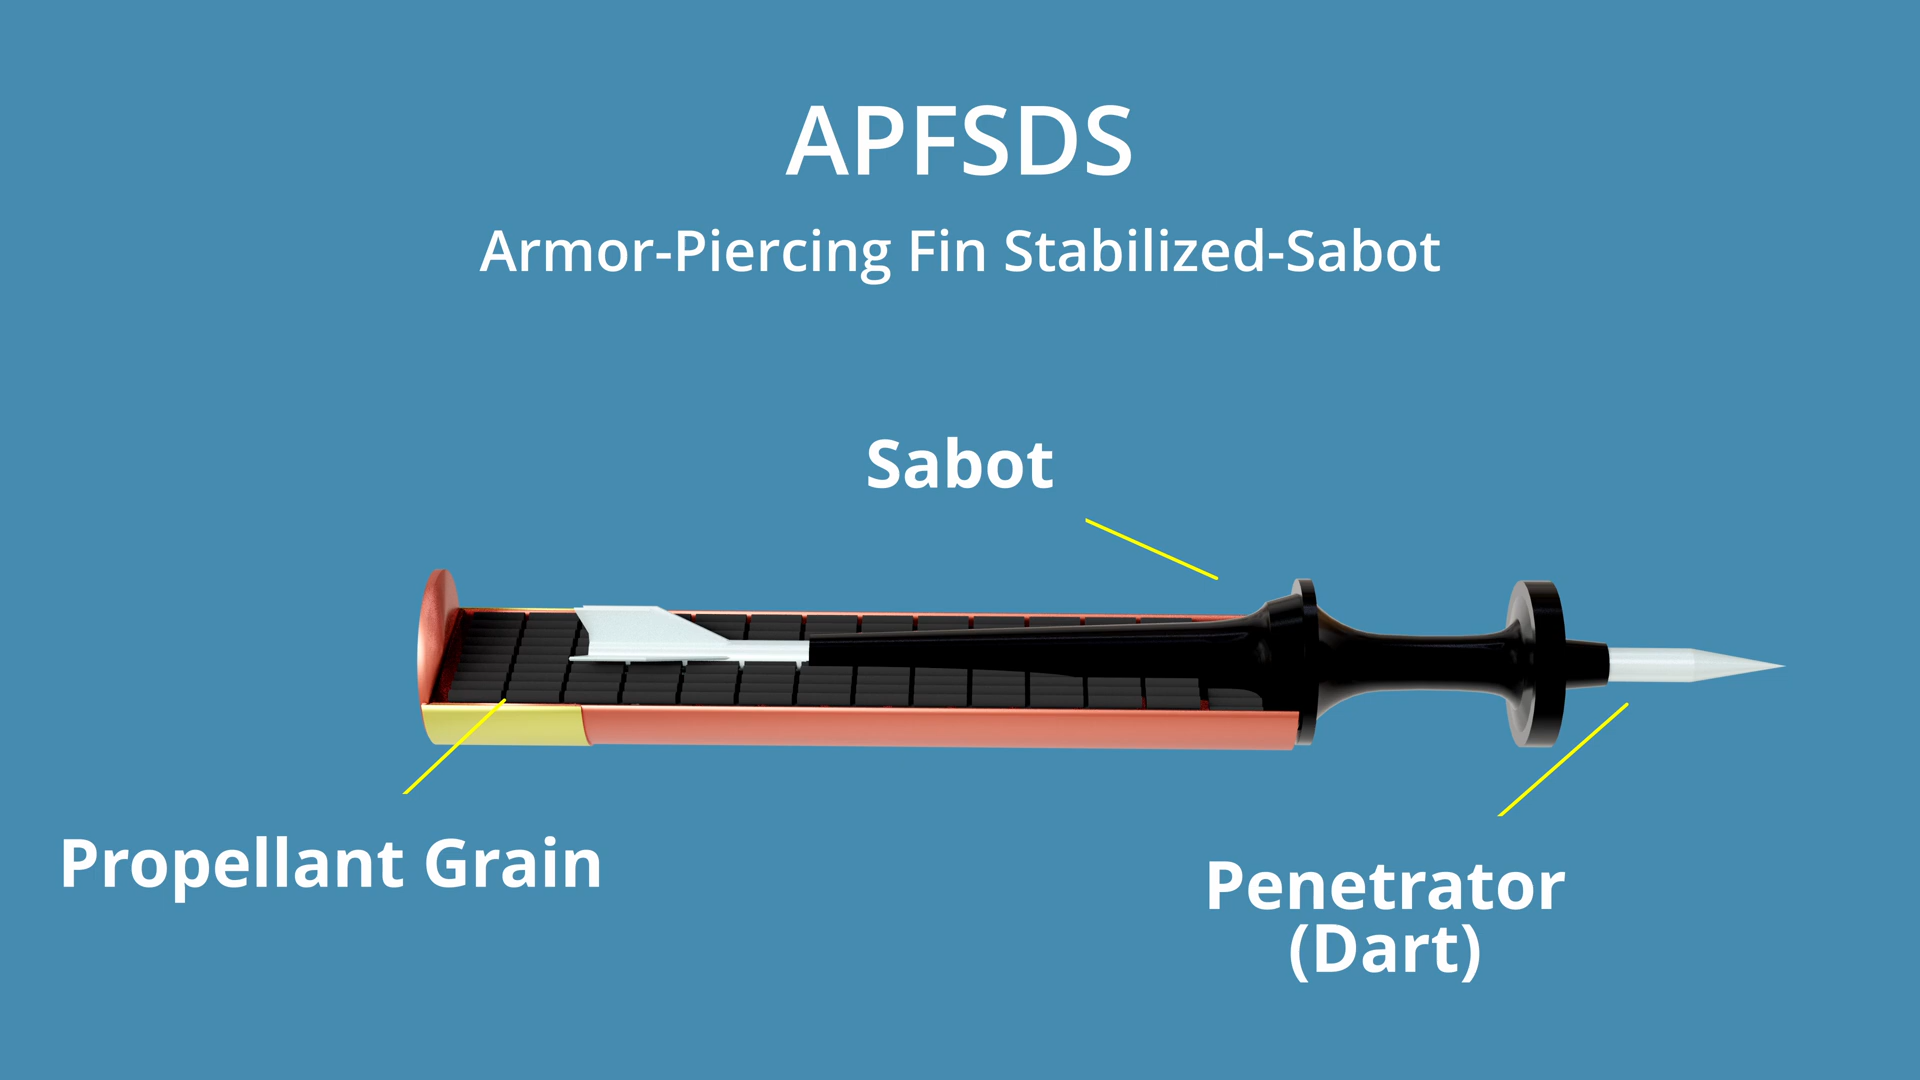 APFSDS
Armor-Piercing Fin Stabilized-Sabot
Sabot
Propellant Grain
Penetrator
(Dart)